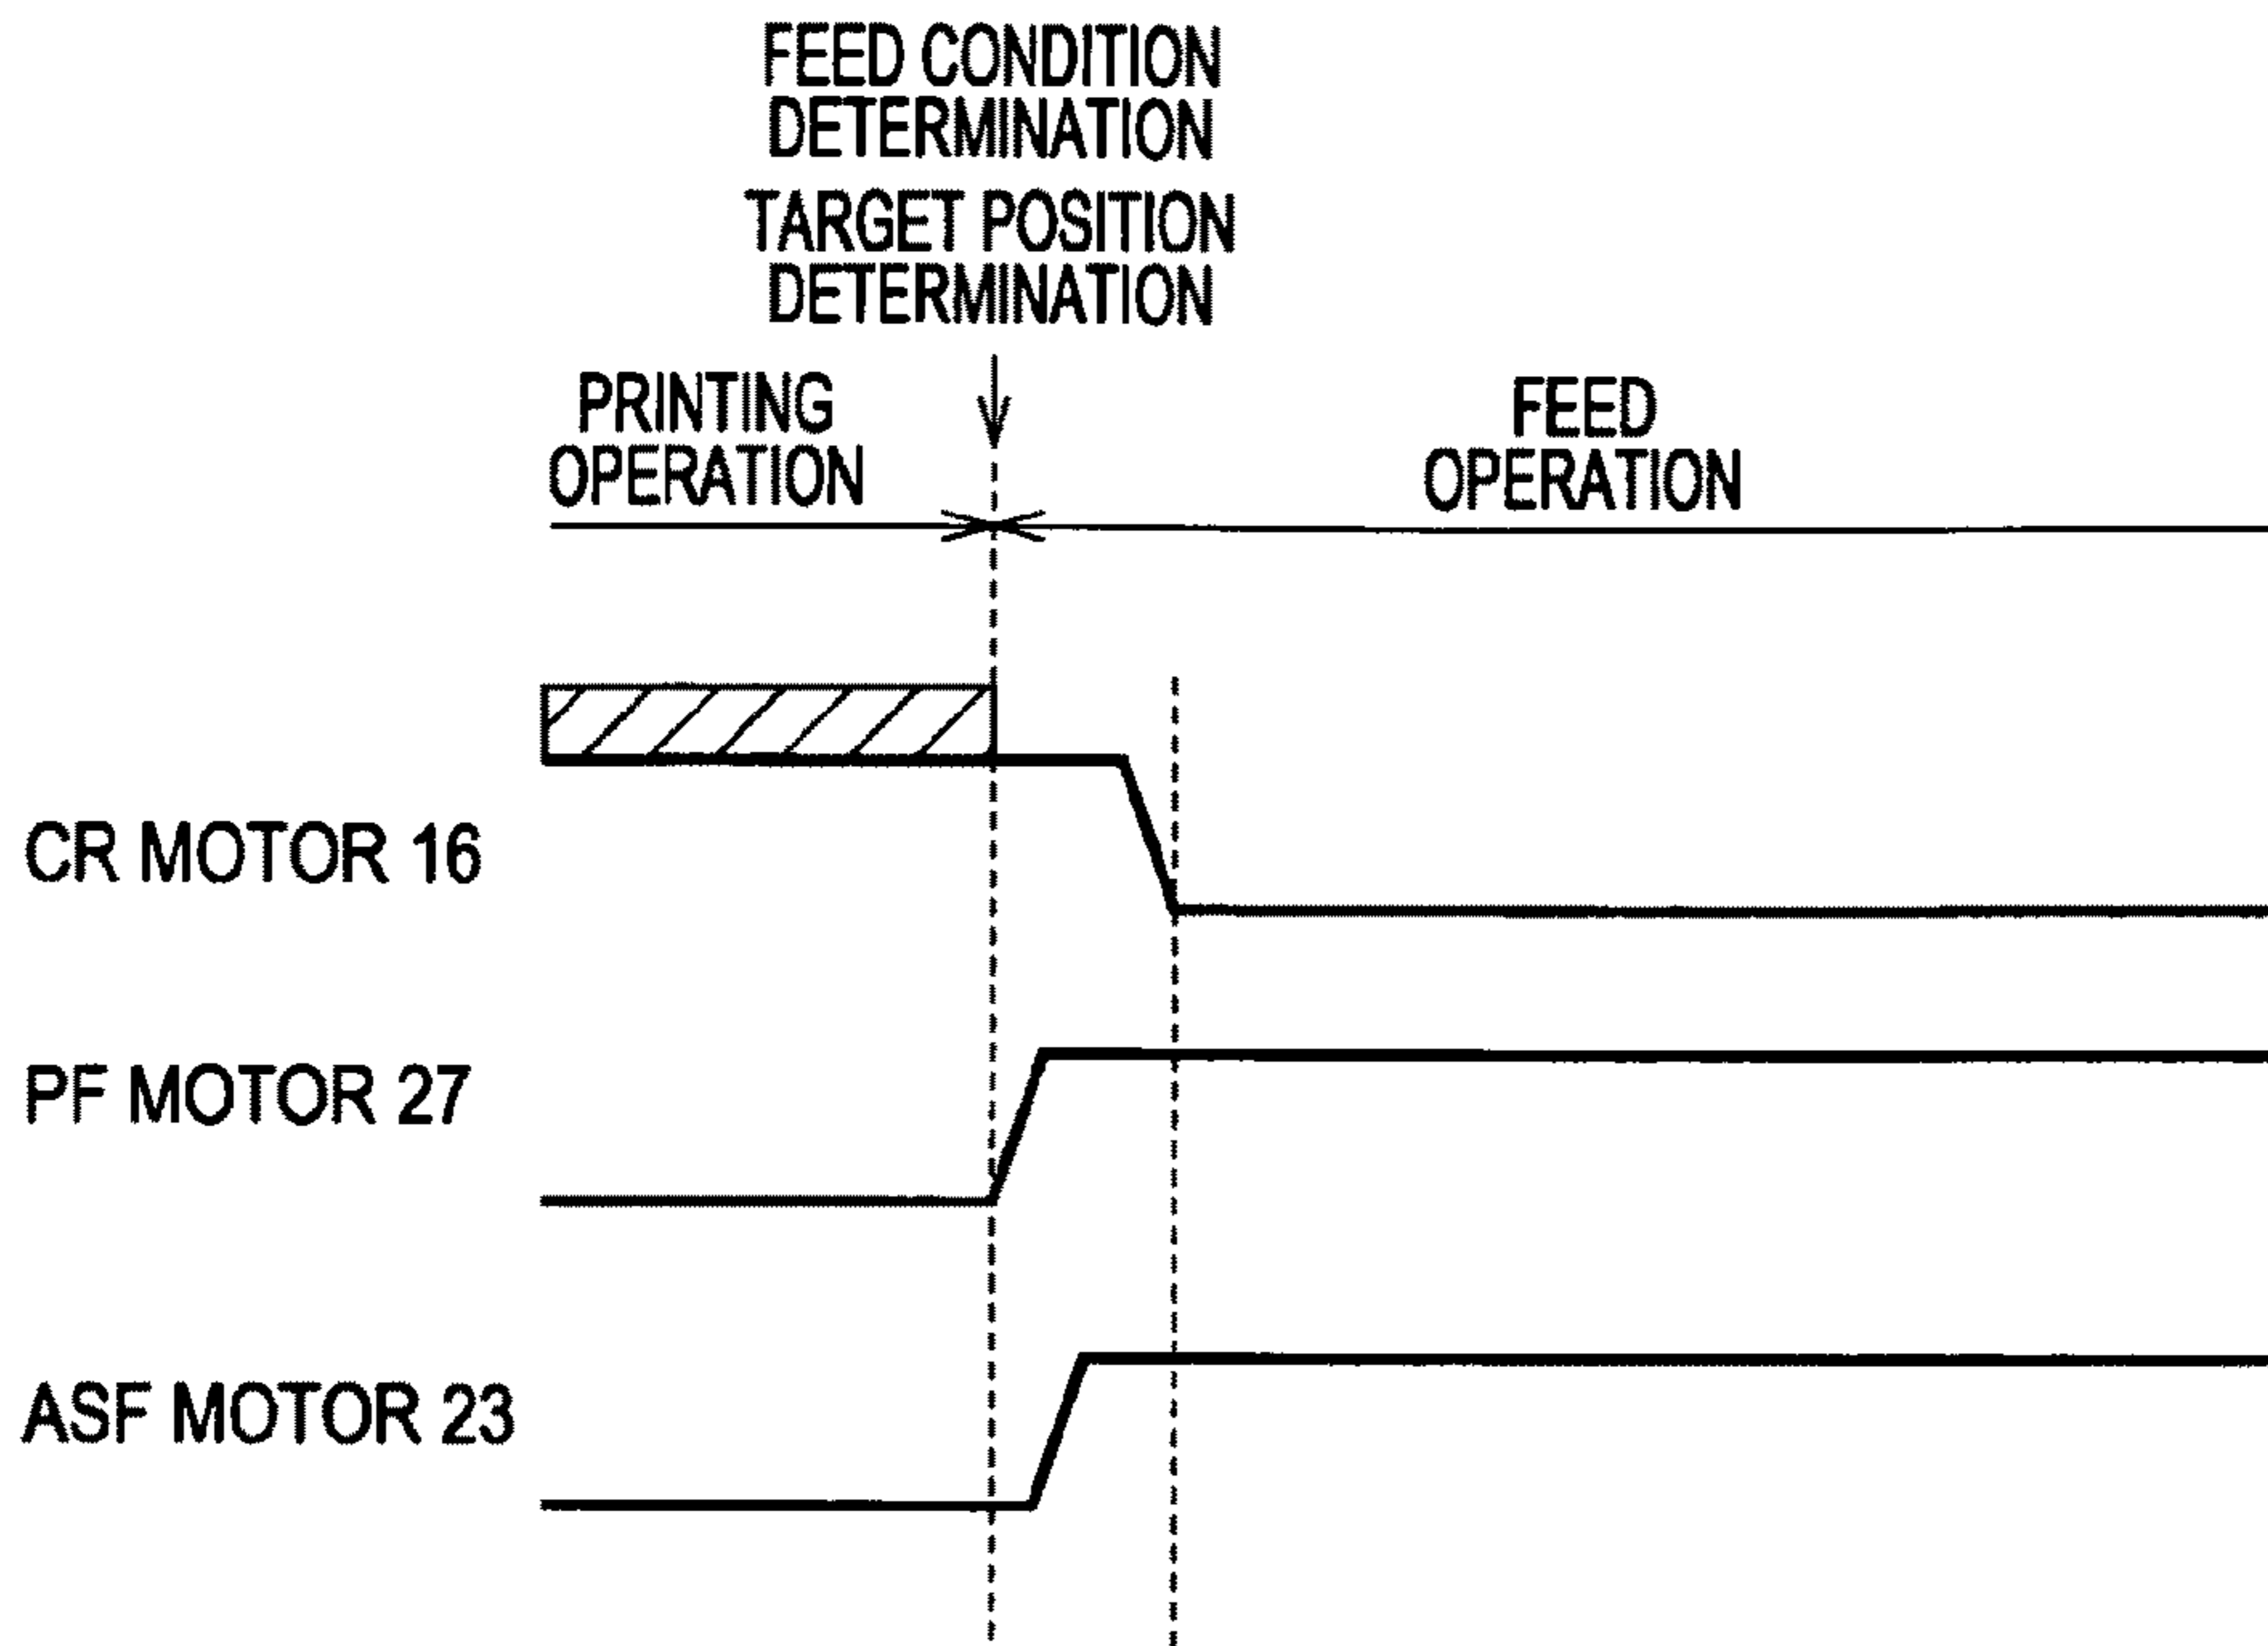 FEED CONDITION
DETERMINATION
TARGET POSITION
DETERMINATION
PRINTING
OPERATION
FEED
OPERATION
CR MOTOR 16
PF MOTOR 27
ASF MOTOR 23